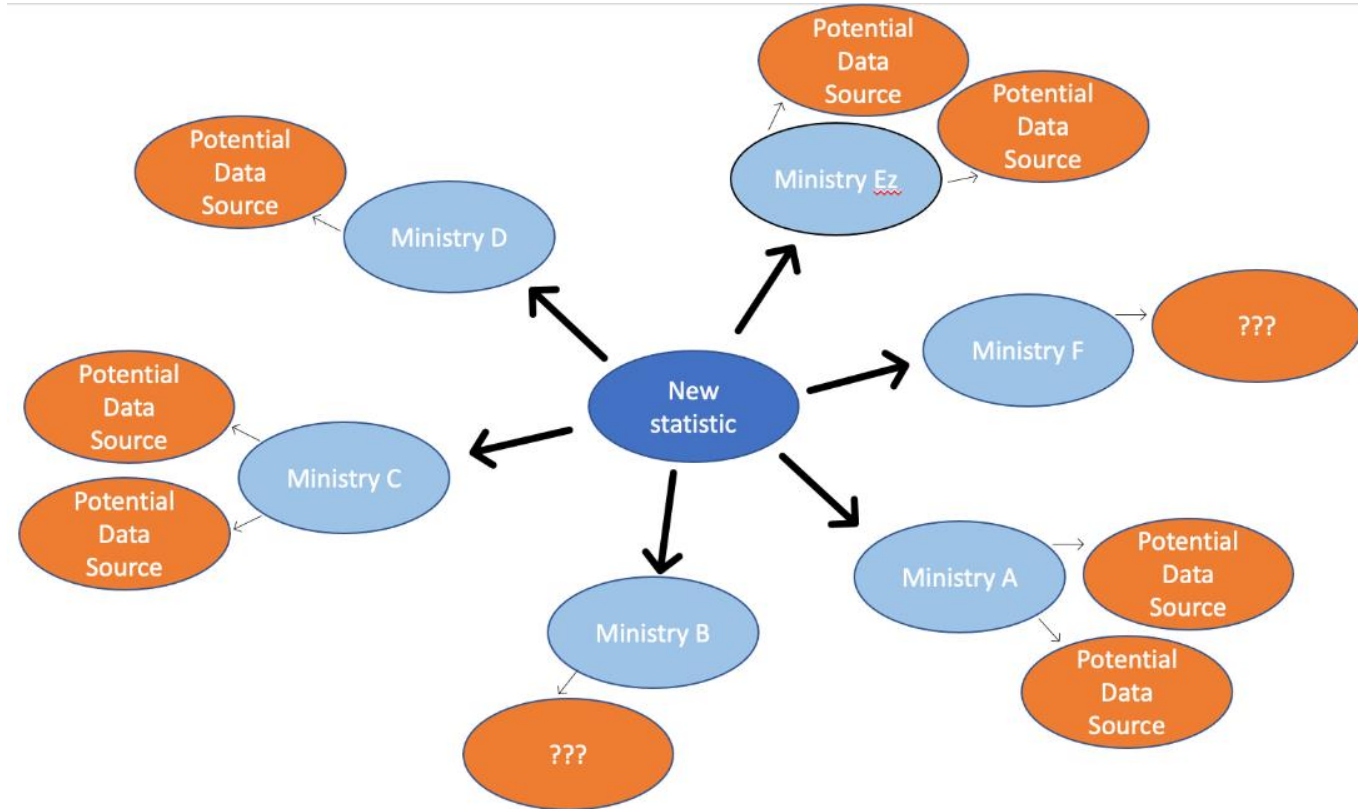 Potential
Data
Source
Potential
Data
Source
Ministry Ez
Potential
Data
Source
Ministry D
Ministry F
???
New
statistic
Potential
Data
Source
Ministry C
Potential
Data
Source
Ministry A
Potential
Data
Source
Potential
Data
Source
Ministry B
???